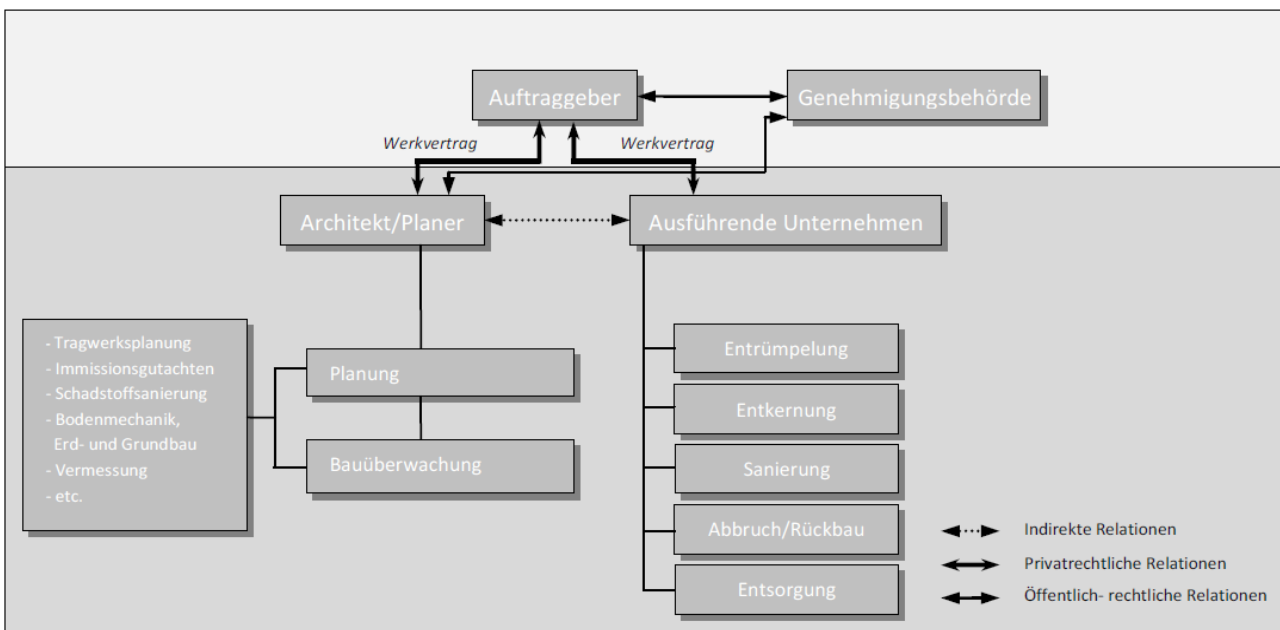 Auftraggeber
Genehmigungsbehörde
Werkvertrag
Werkvertrag
Architekt/Planer
Ausführende Unternehmen
- Tragwerksplanung
- Immissionsgutachten
- Schadstoffsanierung
- Bodenmechanik,
Erd- und Grundbau
- Vermessung
- etc.
Planung
Bauüberwachung
Entrümpelung
Entkernung
Sanierung
Abbruch/Rückbau
Entsorgung
Indirekte Relationen
Privatrechtliche Relationen
Öffentlich- rechtliche Relationen